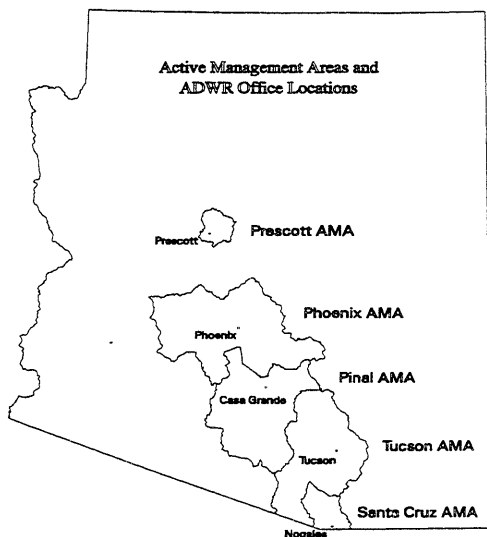 Active Management Areas and
ADWR Office Locations
Prescott
Prescott AMA
Phoenix AMA
Phoenix
Pinal AMA
Casa Grande
Tucson AMA
Tucson
Santa Cruz AMA
Nogales